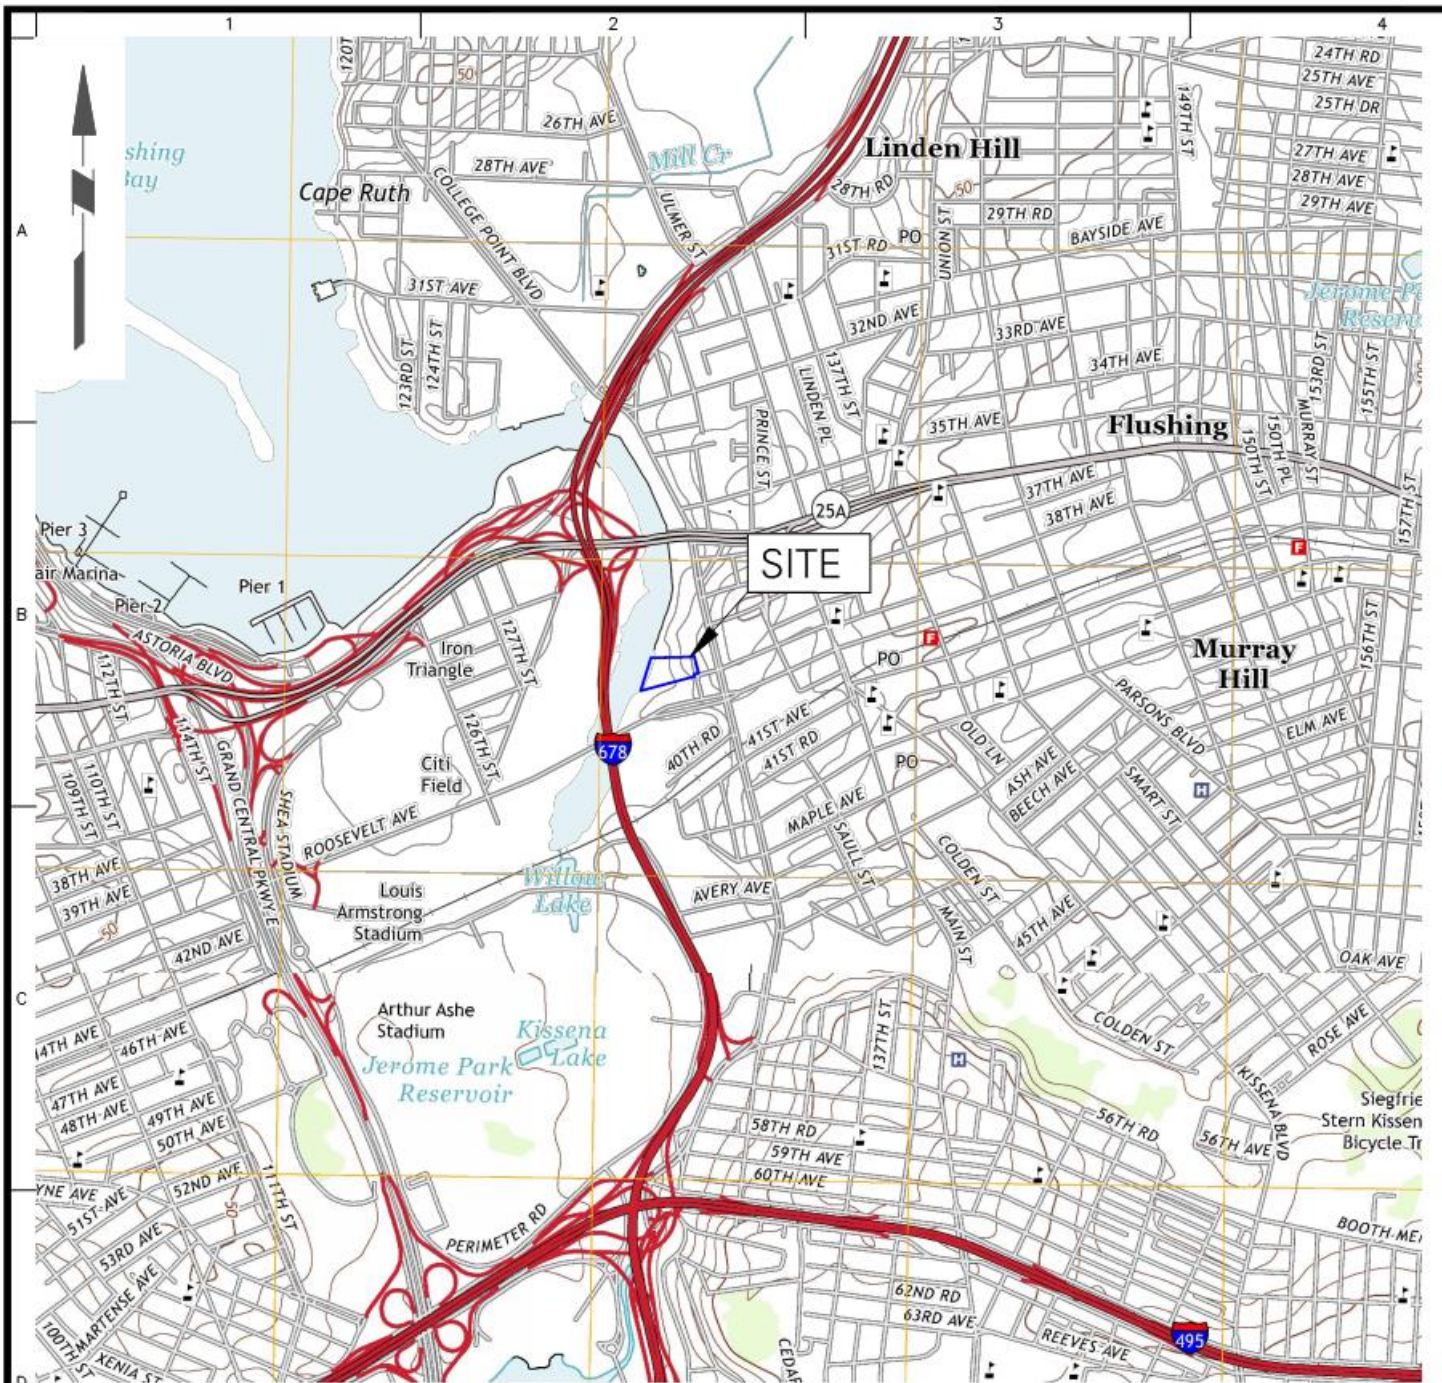 1 2 3 4
A
B
C
120T
50
26TH AVE
28TH AVE
Mill Cr
Linden Hill
28TH RD
149TH ST
24TH RD
25TH AVE
25TH DR
27TH AVE
28TH AVE
29TH AVE
shing
Bay
Cape Ruth
COLLEGE POINT BLVD
ULMER ST
50
29TH RD
BAYSIDE AVE
31ST RD
PO
UNION ST
31ST AVE
32ND AVE
33RD AVE
34TH AVE
Jerome Pa
Reserv
123RD ST
124TH ST
137TH ST
LINDEN PL
PRINCE ST
35TH AVE
Flushing
153RD ST
155TH ST
MURRAY ST
150TH PL
150TH ST
157TH ST
37TH AVE
38TH AVE
25A
SITE
Pier 3
air Marina
Pier 2
Pier 1
ASTORIA BLVD
Iron
Triangle
127TH ST
F
F
PO
Murray
Hill
156TH ST
112TH ST
114TH ST
GRAND CENTRAL PKWY E
126TH ST
Citi
Field
678
40TH RD
41ST AVE
41ST RD
PO
OLD LN
PARSONS BLVD
ELM AVE
ASH AVE
BEECH AVE
SMART ST
H
109TH ST
110TH ST
SHEA STADIUM
ROOSEVELT AVE
MAPLE AVE
SAULL ST
COLDEN ST
38TH AVE
39TH AVE
50
42ND AVE
Louis
Armstrong
Stadium
Willow
Lake
AVERY AVE
MAIN ST
45TH AVE
OAK AVE
44TH AVE
46TH AVE
Arthur Ashe
Stadium
Kissena
Lake
Jerome Park
Reservoir
137TH ST
H
COLDEN ST
ROSE AVE
KISSENA BLVD
47TH AVE
48TH AVE
49TH AVE
50TH AVE
58TH RD
59TH AVE
60TH AVE
56TH RD
56TH AVE
Siegfrie
Stern Kissen
Bicycle Tr
YNE AVE
51ST AVE
52ND AVE
50
53RD AVE
111TH ST
PERIMETER RD
BOOTH ME
MARTENSE AVE
100TH ST
XENIA ST
62ND RD
63RD AVE
CEDAR
REEVES AVE
495